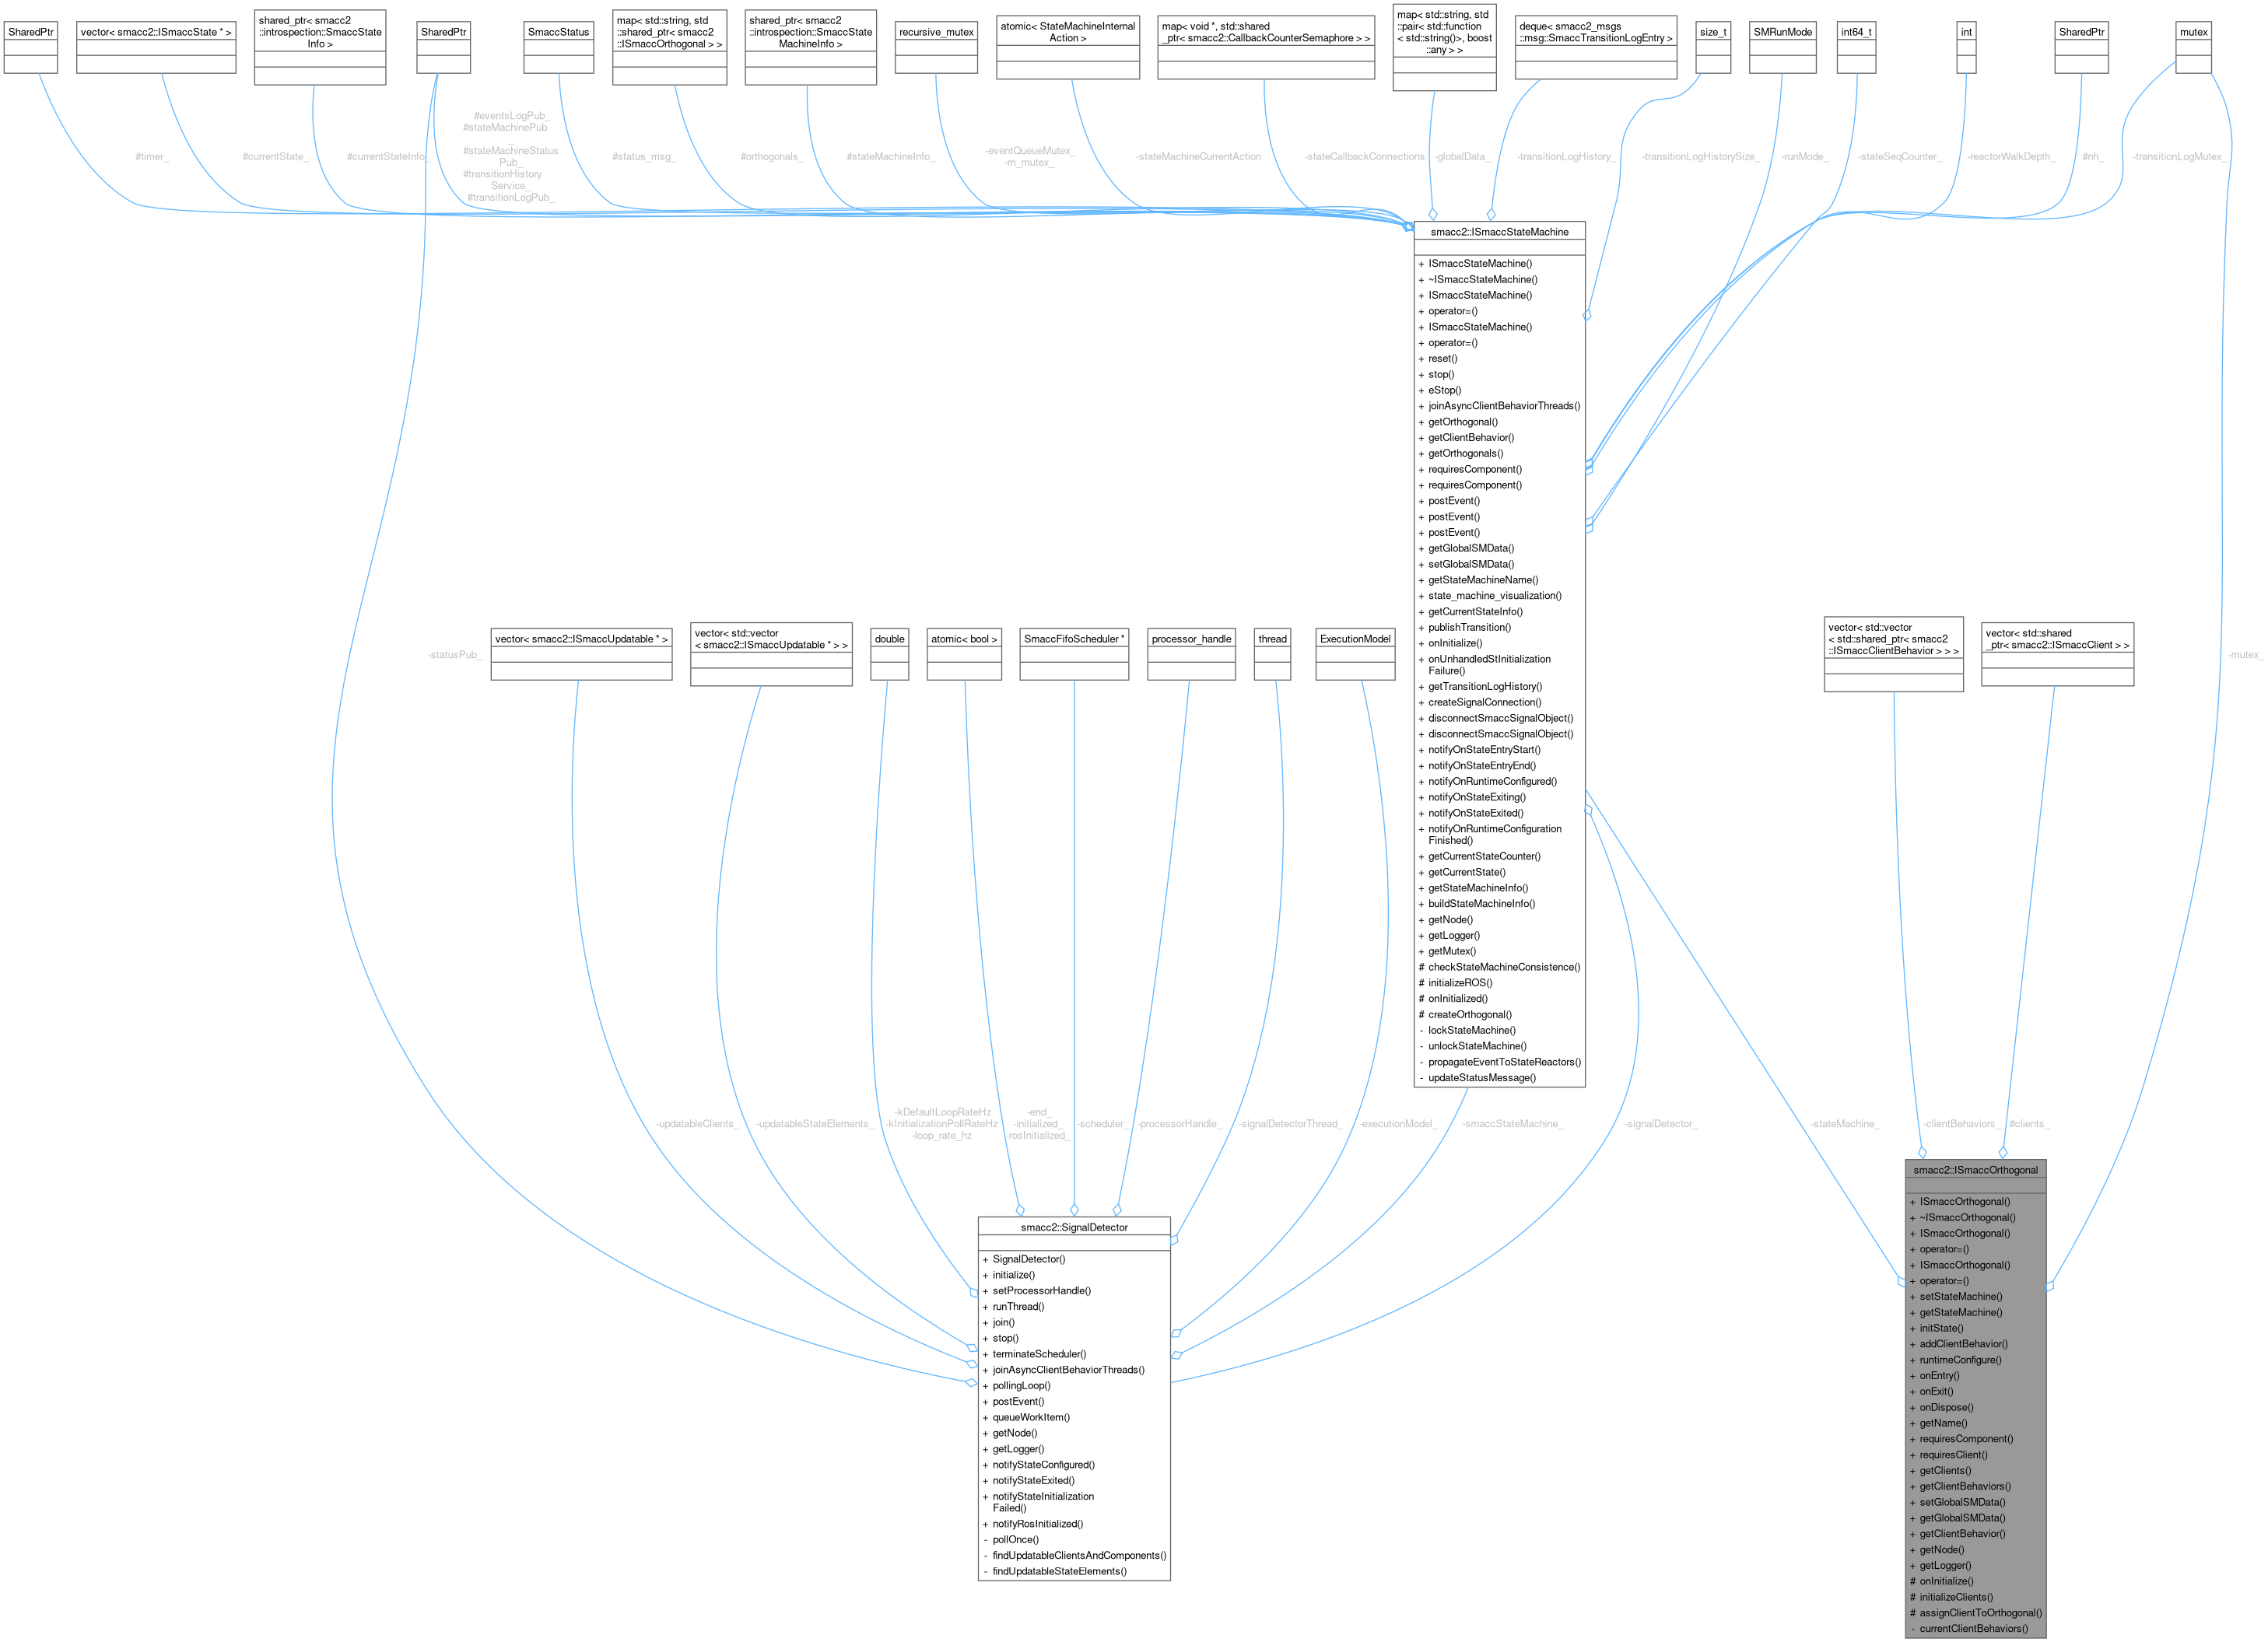 SharedPtr
vector< smacc2::ISmaccState * >
shared_ptr< smacc2
::introspection::SmaccState
Info >
SharedPtr
SmaccStatus
map< std::string, std
::shared_ptr< smacc2
::ISmaccOrthogonal > >
shared_ptr< smacc2
::introspection::SmaccState
MachineInfo >
recursive_mutex
atomic< StateMachineInternal
Action >
map< void *, std::shared
_ptr< smacc2::CallbackCounterSemaphore > >
map< std::string, std
::pair< std::function
< std::string()>, boost
::any > >
deque< smacc2_msgs
::msg::SmaccTransitionLogEntry >
size_t
SMRunMode
int64_t
int
SharedPtr
mutex
#timer_
#currentState_
#currentStateInfo_
#eventsLogPub_
#stateMachinePub
_
#stateMachineStatus
Pub_
#transitionHistory
Service_
#transitionLogPub_
#status_msg_
#orthogonals_
#stateMachineInfo_
-eventQueueMutex_
-m_mutex_
-stateMachineCurrentAction
-stateCallbackConnections
-globalData_
-transitionLogHistory_
-transitionLogHistorySize_
-runMode_
-stateSeqCounter_
-reactorWalkDepth_
#nh_
-transitionLogMutex_
smacc2::ISmaccStateMachine
+ ISmaccStateMachine()
+ ~ISmaccStateMachine()
+ ISmaccStateMachine()
+ operator=()
+ ISmaccStateMachine()
+ operator=()
+ reset()
+ stop()
+ eStop()
+ joinAsyncClientBehaviorThreads()
+ getOrthogonal()
+ getClientBehavior()
+ getOrthogonals()
+ requiresComponent()
+ requiresComponent()
+ postEvent()
+ postEvent()
+ postEvent()
+ getGlobalSMData()
+ setGlobalSMData()
+ getStateMachineName()
+ state_machine_visualization()
+ getCurrentStateInfo()
+ publishTransition()
+ onInitialize()
+ onUnhandledStInitialization
Failure()
+ getTransitionLogHistory()
+ createSignalConnection()
+ disconnectSmaccSignalObject()
+ disconnectSmaccSignalObject()
+ notifyOnStateEntryStart()
+ notifyOnStateEntryEnd()
+ notifyOnRuntimeConfigured()
+ notifyOnStateExiting()
+ notifyOnStateExited()
+ notifyOnRuntimeConfiguration
Finished()
+ getCurrentStateCounter()
+ getCurrentState()
+ getStateMachineInfo()
+ buildStateMachineInfo()
+ getNode()
+ getLogger()
+ getMutex()
# checkStateMachineConsistence()
# initializeROS()
# onInitialized()
# createOrthogonal()
- lockStateMachine()
- unlockStateMachine()
- propagateEventToStateReactors()
- updateStatusMessage()
-statusPub_
vector< smacc2::ISmaccUpdatable * >
vector< std::vector
< smacc2::ISmaccUpdatable * > >
double
atomic< bool >
SmaccFifoScheduler *
processor_handle
thread
ExecutionModel
vector< std::vector
< std::shared_ptr< smacc2
::ISmaccClientBehavior > > >
vector< std::shared
_ptr< smacc2::ISmaccClient > >
-mutex_
-updatableClients_
-updatableStateElements_
-kDefaultLoopRateHz
-kInitializationPollRateHz
-loop_rate_hz
-end_
-initialized_
-rosInitialized_
-scheduler_
-processorHandle_
-signalDetectorThread_
-executionModel_
-smaccStateMachine_
-signalDetector_
-stateMachine_
-clientBehaviors_
#clients_
smacc2::SignalDetector
+ SignalDetector()
+ initialize()
+ setProcessorHandle()
+ runThread()
+ join()
+ stop()
+ terminateScheduler()
+ joinAsyncClientBehaviorThreads()
+ pollingLoop()
+ postEvent()
+ queueWorkItem()
+ getNode()
+ getLogger()
+ notifyStateConfigured()
+ notifyStateExited()
+ notifyStateInitialization
Failed()
+ notifyRosInitialized()
- pollOnce()
- findUpdatableClientsAndComponents()
- findUpdatableStateElements()
smacc2::ISmaccOrthogonal
+ ISmaccOrthogonal()
+ ~ISmaccOrthogonal()
+ ISmaccOrthogonal()
+ operator=()
+ ISmaccOrthogonal()
+ operator=()
+ setStateMachine()
+ getStateMachine()
+ initState()
+ addClientBehavior()
+ runtimeConfigure()
+ onEntry()
+ onExit()
+ onDispose()
+ getName()
+ requiresComponent()
+ requiresClient()
+ getClients()
+ getClientBehaviors()
+ setGlobalSMData()
+ getGlobalSMData()
+ getClientBehavior()
+ getNode()
+ getLogger()
# onInitialize()
# initializeClients()
# assignClientToOrthogonal()
- currentClientBehaviors()